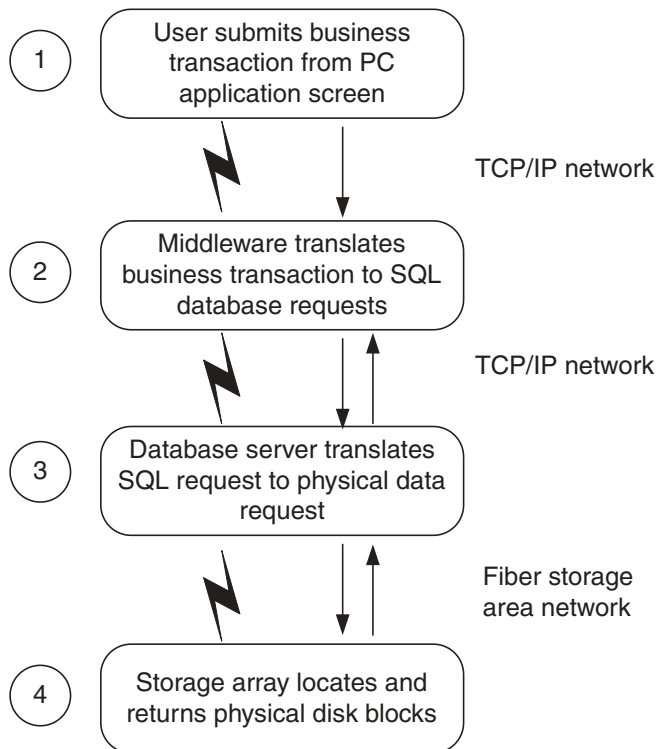 1
User submits business
transaction from PC
application screen
TCP/IP network
2
Middleware translates
business transaction to SQL
database requests
TCP/IP network
3
Database server translates
SQL request to physical data
request
Fiber storage
area network
4
Storage array locates and
returns physical disk blocks